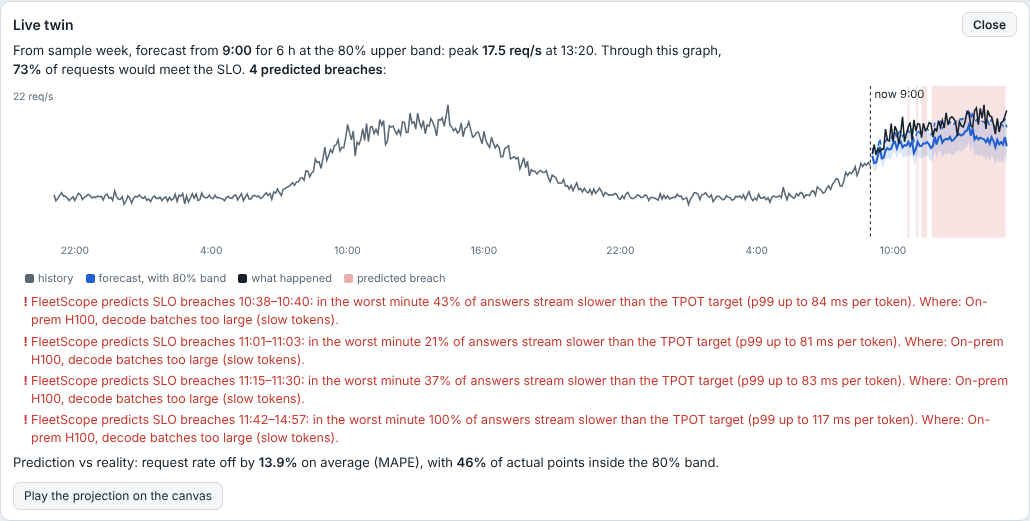 Live twin
Close
From sample week, forecast from 9:00 for 6 h at the 80% upper band: peak 17.5 req/s at 13:20. Through this graph,
73% of requests would meet the SLO. 4 predicted breaches:
22 req/s
now 9:00
22:00 4:00 10:00 16:00 22:00 4:00 10:00
history forecast, with 80% band what happened predicted breach
! FleetScope predicts SLO breaches 10:38–10:40: in the worst minute 43% of answers stream slower than the TPOT target (p99 up to 84 ms per token). Where: On-
prem H100, decode batches too large (slow tokens).
! FleetScope predicts SLO breaches 11:01–11:03: in the worst minute 21% of answers stream slower than the TPOT target (p99 up to 81 ms per token). Where: On-prem
H100, decode batches too large (slow tokens).
! FleetScope predicts SLO breaches 11:15–11:30: in the worst minute 37% of answers stream slower than the TPOT target (p99 up to 83 ms per token). Where: On-prem
H100, decode batches too large (slow tokens).
! FleetScope predicts SLO breaches 11:42–14:57: in the worst minute 100% of answers stream slower than the TPOT target (p99 up to 117 ms per token). Where: On-
prem H100, decode batches too large (slow tokens).
Prediction vs reality: request rate off by 13.9% on average (MAPE), with 46% of actual points inside the 80% band.
Play the projection on the canvas